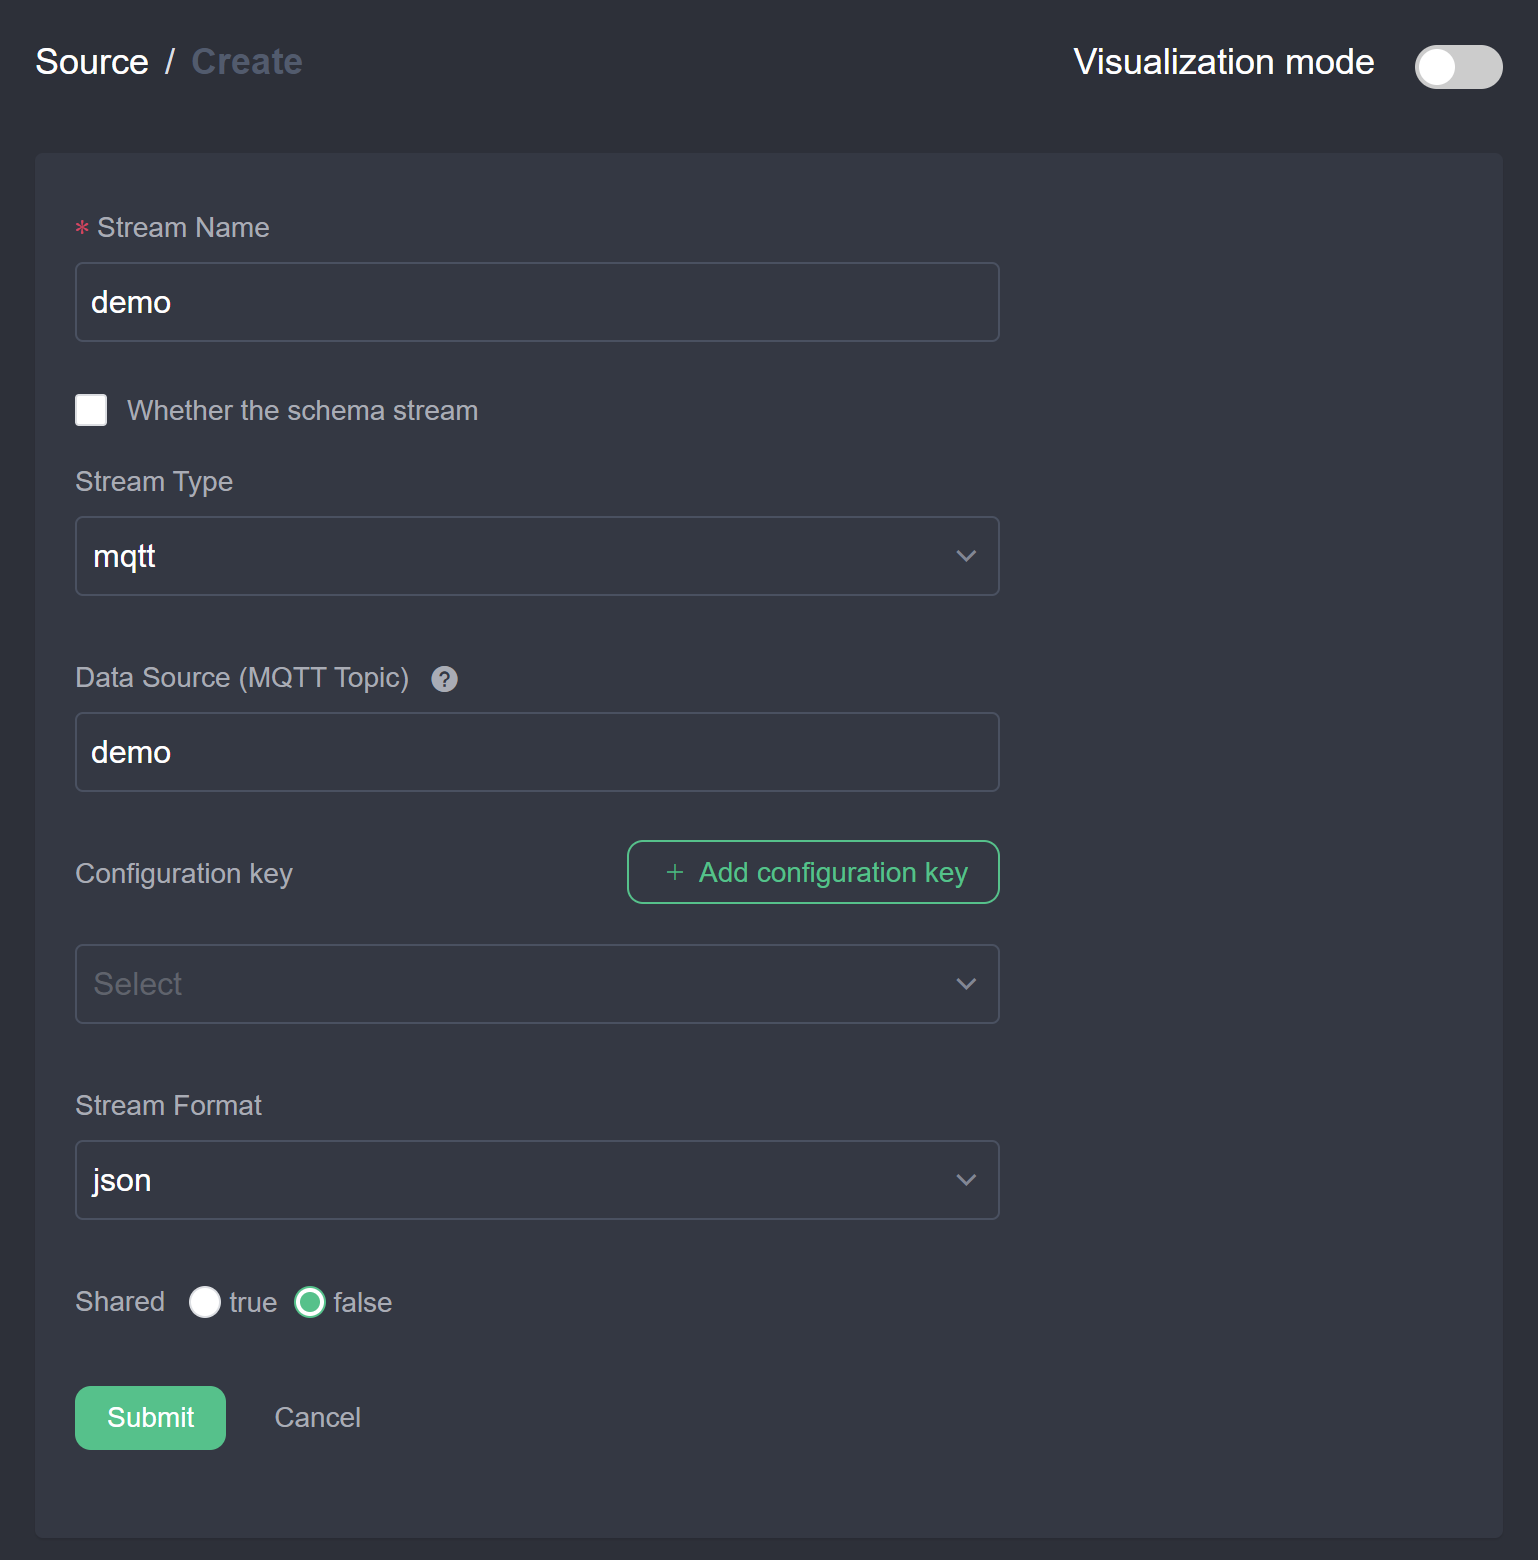 Source / Create
Visualization mode
* Stream Name
demo
Whether the schema stream
Stream Type
mqtt
Data Source (MQTT Topic) ?
demo
Configuration key
+ Add configuration key
Select
Stream Format
json
Shared true false
Submit Cancel